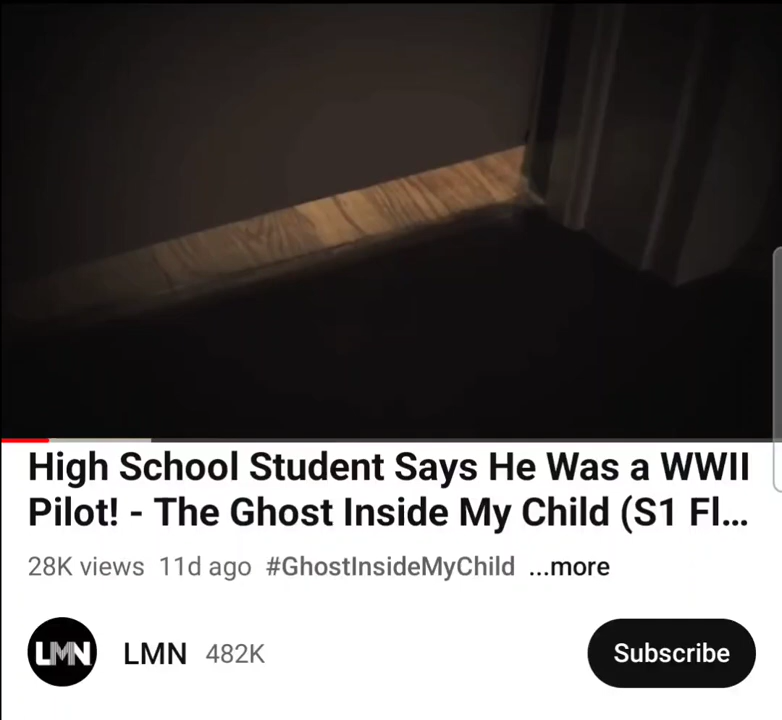 High School Student Says He Was a WWII
Pilot! - The Ghost Inside My Child (S1 Fl...
28K views 11d ago #GhostInsideMyChild ...more
LMN LMN 482K Subscribe